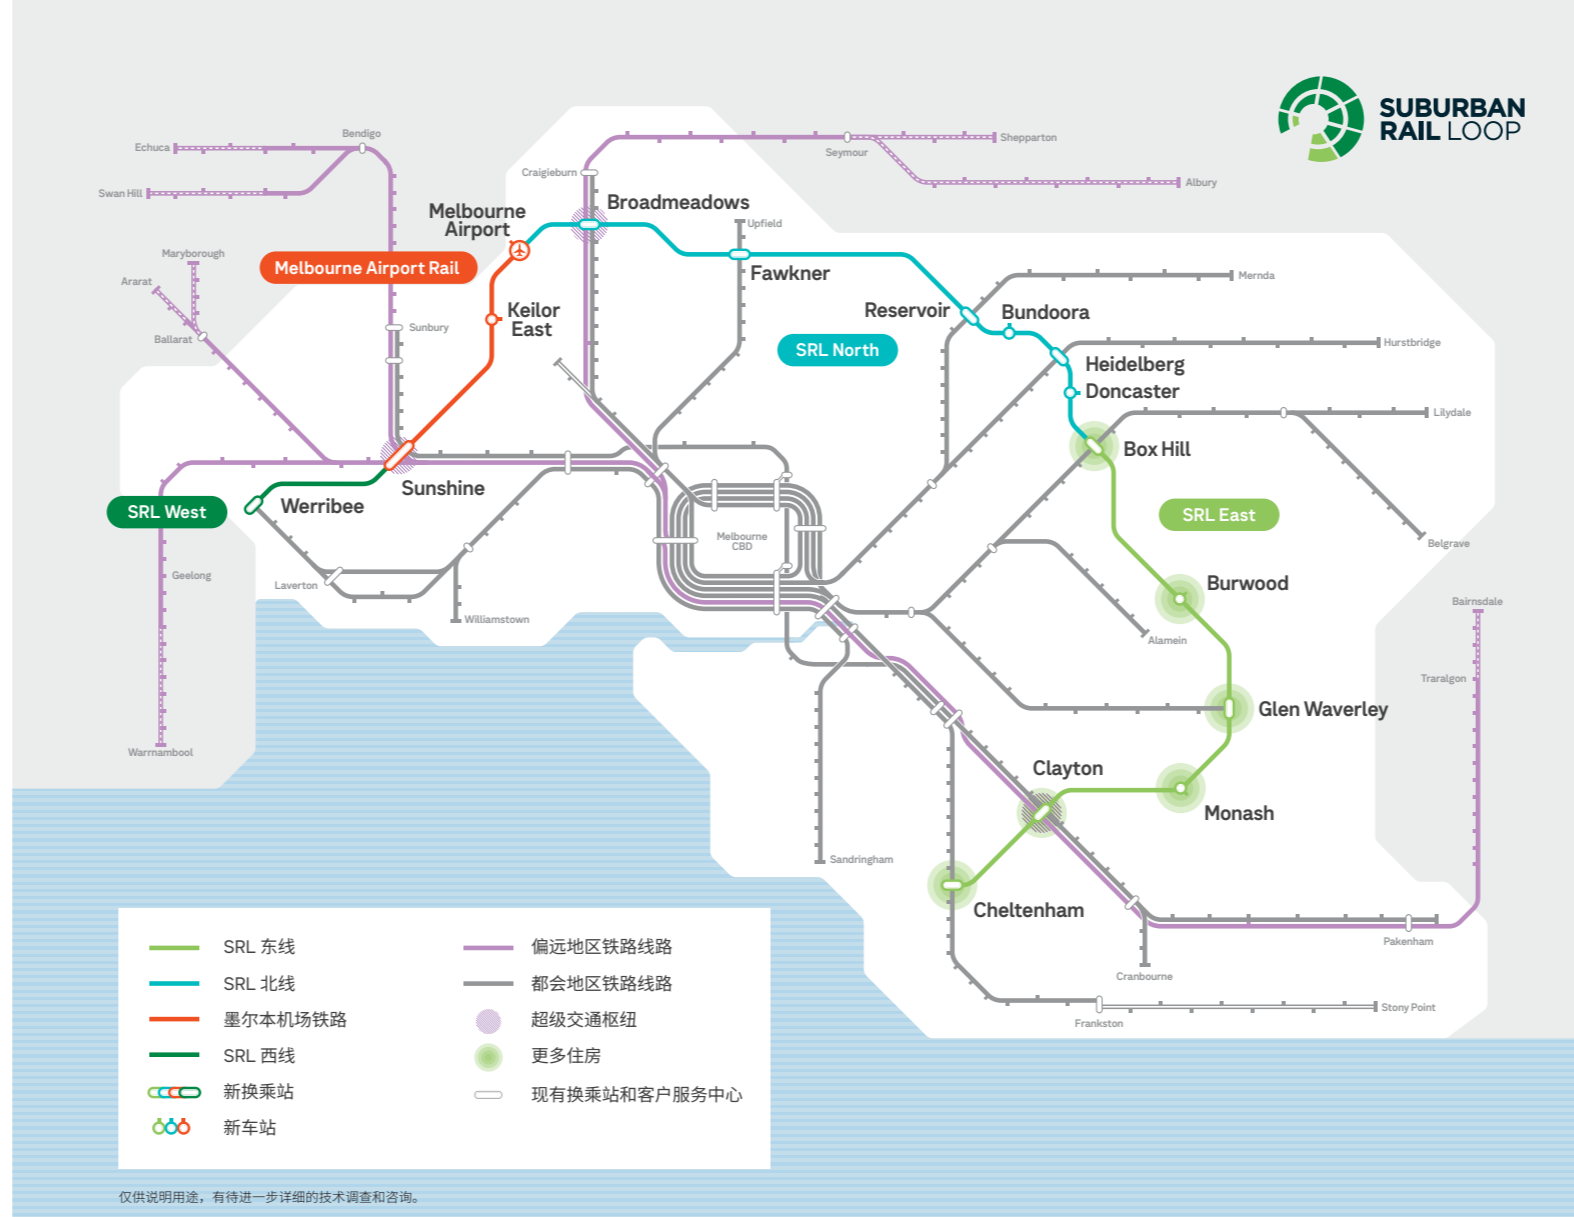 SUBURBAN
RAIL LOOP
Echuca
Bendigo
Swan Hill
Craigieburn
Seymour
Shepparton
Albury
Melbourne
Airport
Broadmeadows
Upfield
Maryborough
Melbourne Airport Rail
Fawkner
Mernda
Ararat
Keilor
East
Reservoir
Bundoora
Ballarat
Sunbury
SRL North
Hurstbridge
Heidelberg
Doncaster
Lilydale
Box Hill
Sunshine
SRL West
Werribee
SRL East
Melbourne
CBD
Belgrave
Geelong
Laverton
Burwood
Williamstown
Bairnsdale
Alamein
Traralgon
Glen Waverley
Warrnambool
Clayton
Monash
Sandringham
Cheltenham
Pakenham
Cranbourne
Stony Point
Frankston
SRL 东线
SRL 北线
墨尔本机场铁路
SRL 西线
新换乘站
新车站
偏远地区铁路线路
都会地区铁路线路
超级交通枢纽
更多住房
现有换乘站和客户服务中心
仅供说明用途，有待进一步详细的技术调查和咨询。